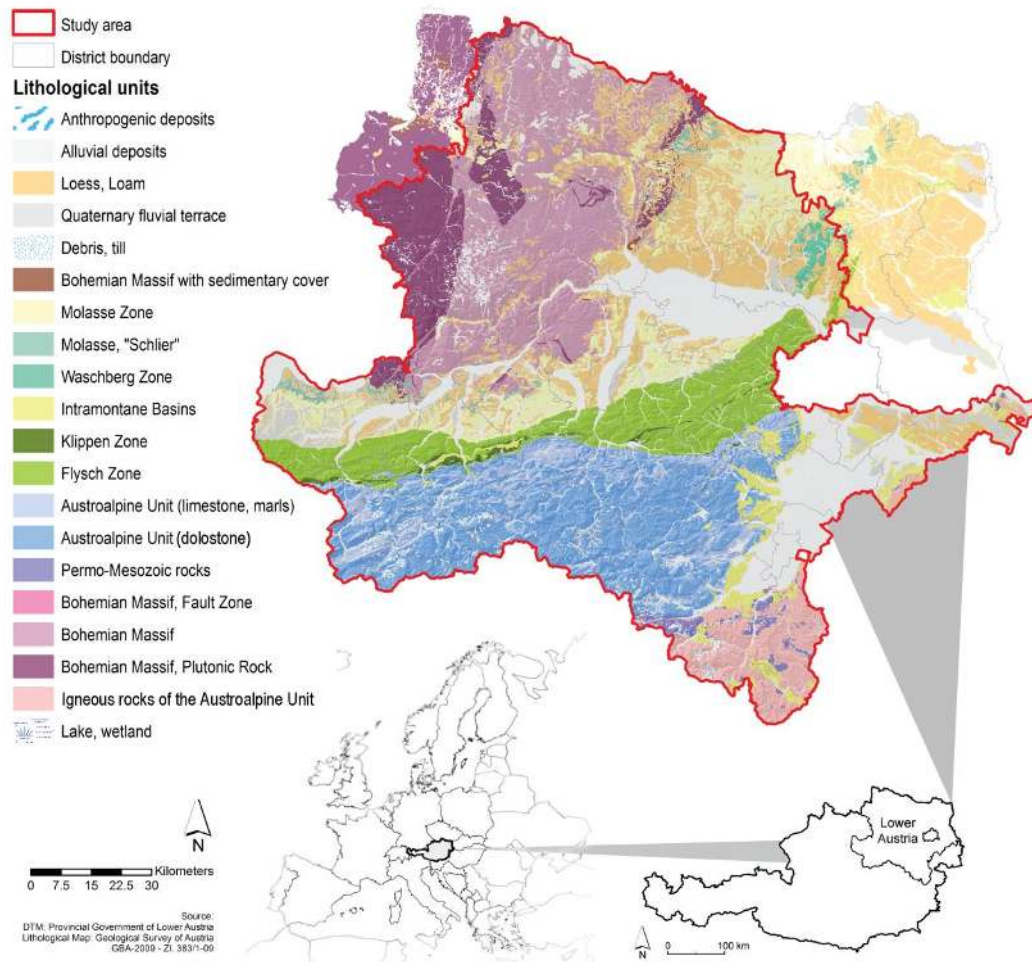 Study area
District boundary
Lithological units
Anthropogenic deposits
Alluvial deposits
Loess, Loam
Quaternary fluvial terrace
Debris, till
Bohemian Massif with sedimentary cover
Molasse Zone
Molasse, "Schlier"
Waschberg Zone
Intramontane Basins
Klippen Zone
Flysch Zone
Austroalpine Unit (limestone, marls)
Austroalpine Unit (dolostone)
Permo-Mesozoic rocks
Bohemian Massif, Fault Zone
Bohemian Massif
Bohemian Massif, Plutonic Rock
Igneous rocks of the Austroalpine Unit
Lake, wetland
N
Kilometers
0 7.5 15 22.5 30
Source:
DTM: Provincial Government of Lower Austria
Lithological Map: Geological Survey of Austria
GBA-2009 - Zl. 383/1-09
Lower
Austria
N
0 100 km